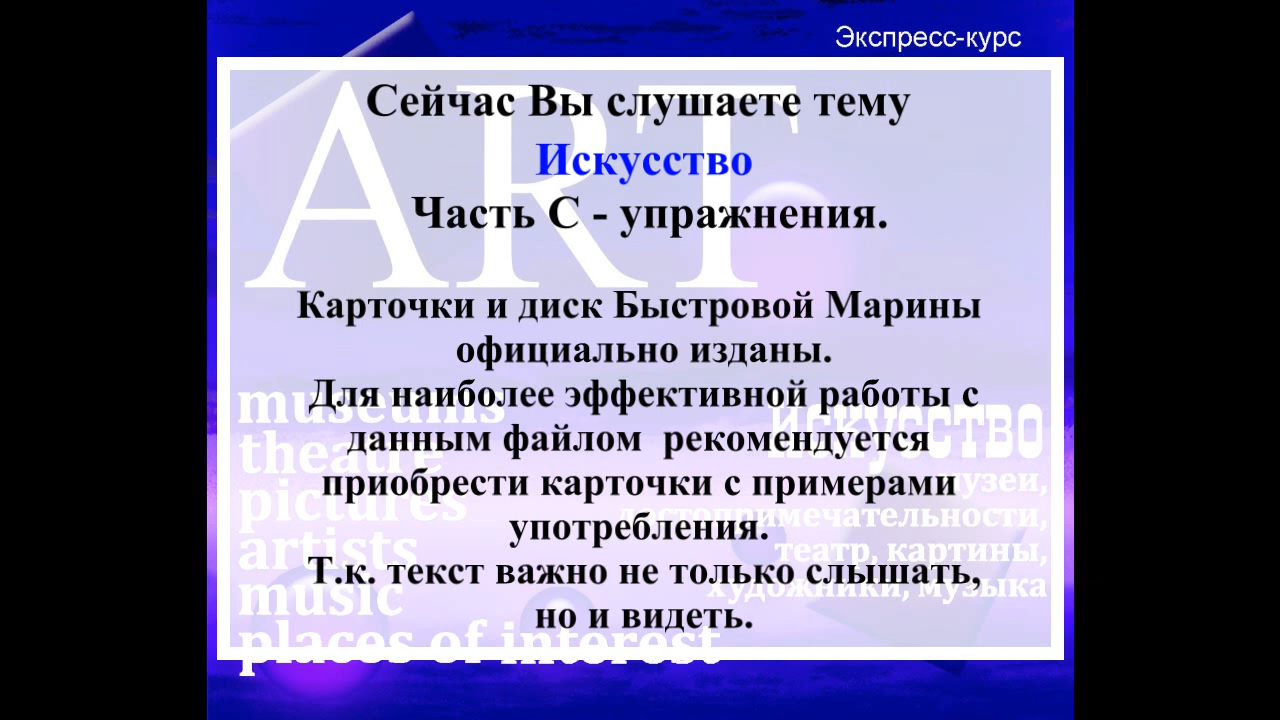 Экспресс-курс
ART
Сейчас Вы слушаете тему
Искусство
Часть С - упражнения.
Карточки и диск Быстровой Марины
официально изданы.
Для наиболее эффективной работы с
данным файлом рекомендуется
приобрести карточки с примерами
употребления.
Т.к. текст важно не только слышать,
но и видеть.
museums
theatre
pictures
artists
music
places of interest
Искусство
музеи,
достопримечательности,
театр, картины,
художники, музыка